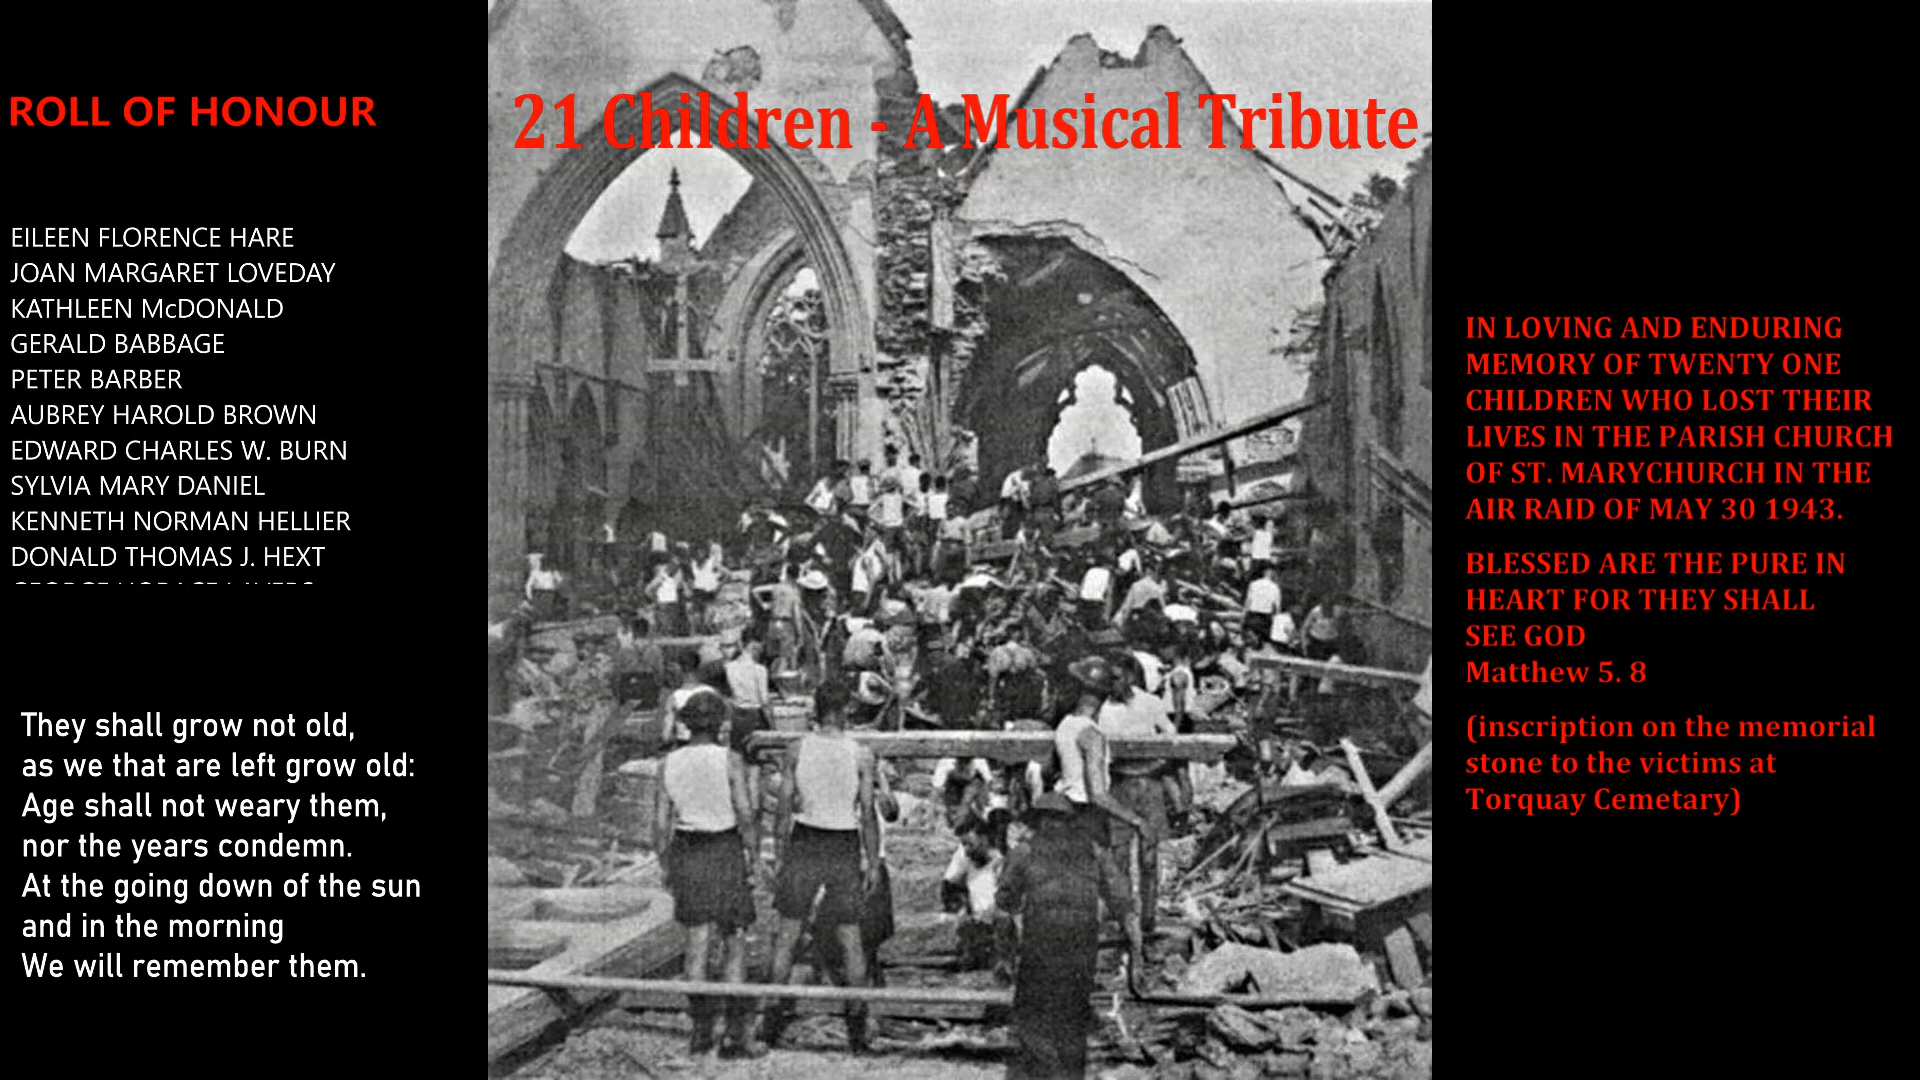 ROLL OF HONOUR
EILEEN FLORENCE HARE
JOAN MARGARET LOVEDAY
KATHLEEN McDONALD
GERALD BABBAGE
PETER BARBER
AUBREY HAROLD BROWN
EDWARD CHARLES W. BURN
SYLVIA MARY DANIEL
KENNETH NORMAN HELLIER
DONALD THOMAS J. HEXT
They shall grow not old,
as we that are left grow old:
Age shall not weary them,
nor the years condemn.
At the going down of the sun
and in the morning
We will remember them.
21 Children - A Musical Tribute
IN LOVING AND ENDURING
MEMORY OF TWENTY ONE
CHILDREN WHO LOST THEIR
LIVES IN THE PARISH CHURCH
OF ST. MARYCHURCH IN THE
AIR RAID OF MAY 30 1943.
BLESSED ARE THE PURE IN
HEART FOR THEY SHALL
SEE GOD
Matthew 5. 8
(inscription on the memorial
stone to the victims at
Torquay Cemetary)